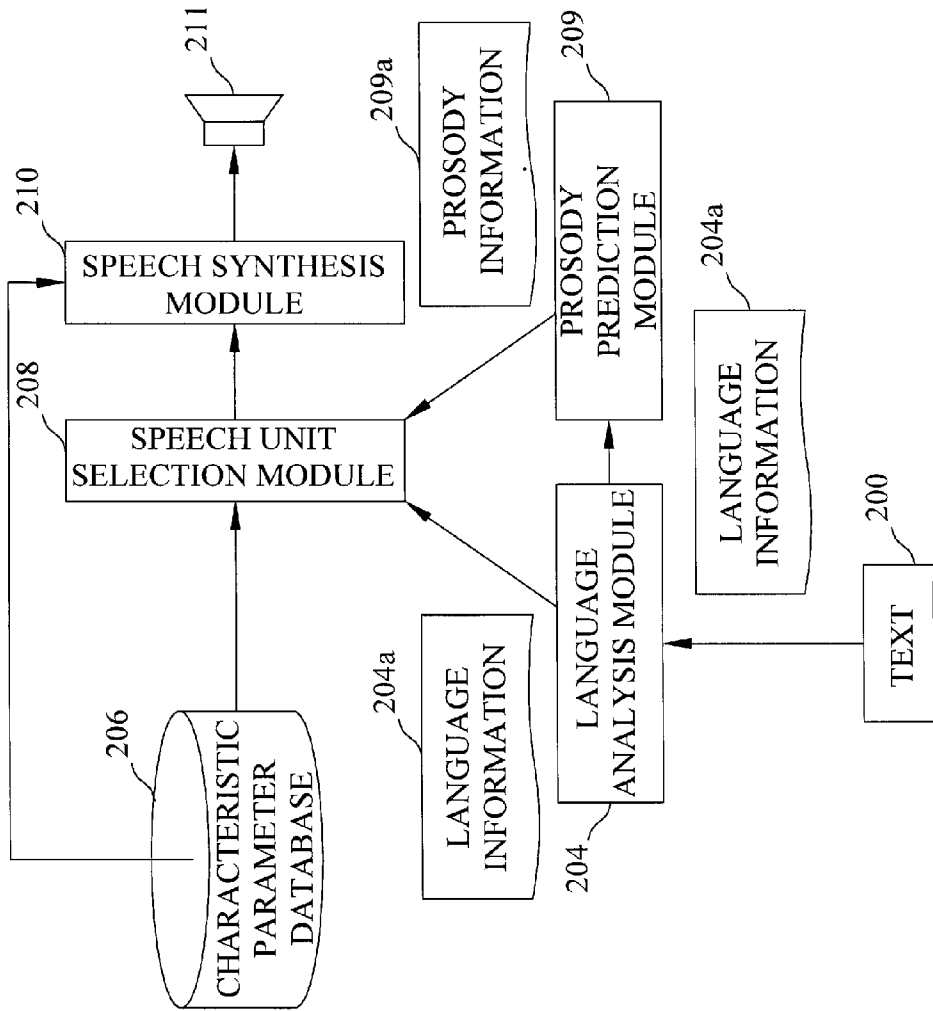 211
210
SPEECH SYNTHESIS
MODULE
209a
PROSODY
INFORMATION
209
PROSODY
PREDICTION
MODULE
208
SPEECH UNIT
SELECTION MODULE
204a
LANGUAGE
INFORMATION
206
CHARACTERISTIC
PARAMETER
DATABASE
204a
LANGUAGE
INFORMATION
204
LANGUAGE
ANALYSIS MODULE
200
TEXT